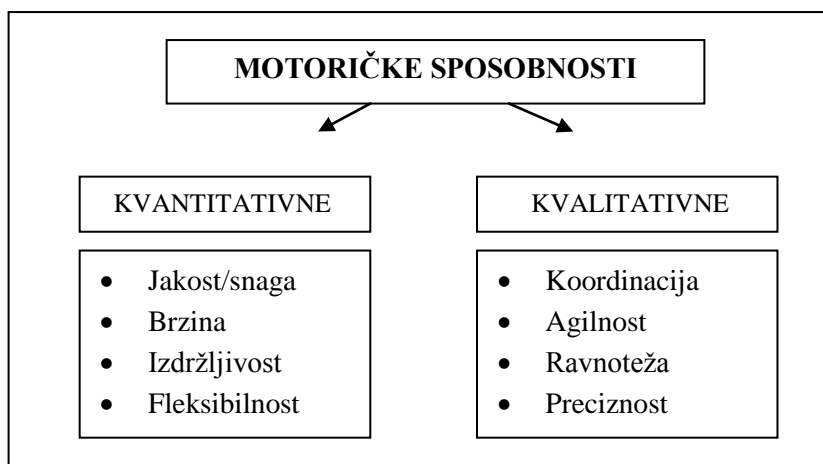 MOTORIČKE SPOSOBNOSTI
KVANTITATIVNE
• Jakost/snaga
• Brzina
• Izdržljivost
• Fleksibilnost
KVALITATIVNE
• Koordinacija
• Agilnost
• Ravnoteža
• Preciznost